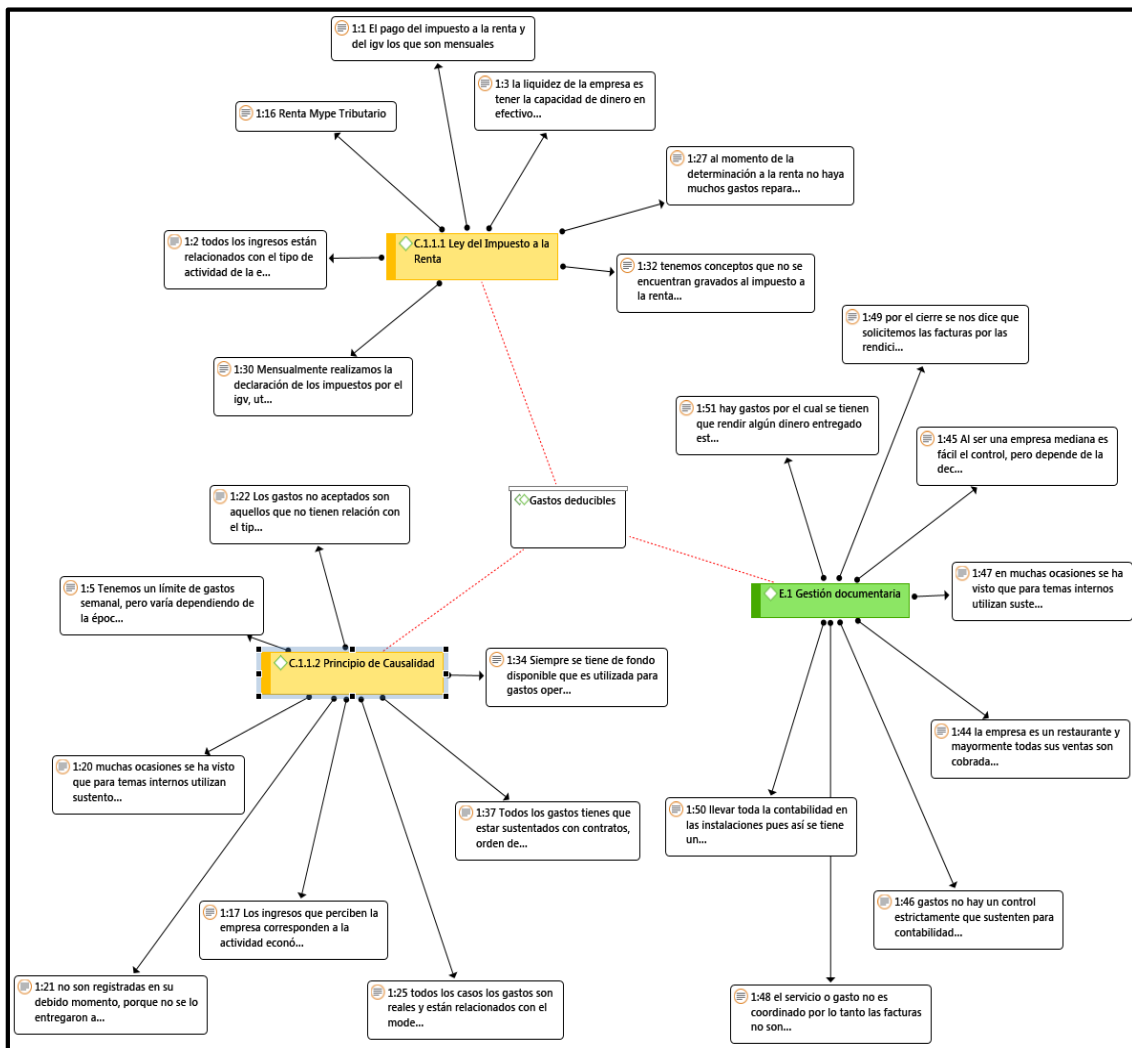 1:1 El pago del impuesto a la renta y
del igv los que son mensuales
1:3 la liquidez de la empresa es
tener la capacidad de dinero en
efectivo...
1:16 Renta Mype Tributario
1:27 al momento de la
determinación a la renta no haya
muchos gastos repara...
1:2 todos los ingresos están
relacionados con el tipo de
actividad de la e...
C.1.1.1 Ley del Impuesto a la
Renta
1:32 tenemos conceptos que no se
encuentran gravados al impuesto a
la renta...
1:30 Mensualmente realizamos la
declaración de los impuestos por el
igv, ut...
1:49 por el cierre se nos dice que
solicitemos las facturas por las
rendici...
1:51 hay gastos por el cual se tienen
que rendir algún dinero entregado
est...
1:45 Al ser una empresa mediana es
fácil el control, pero depende de la
dec...
1:22 Los gastos no aceptados son
aquellos que no tienen relación con
el tip...
Gastos deducibles
1:5 Tenemos un límite de gastos
semanal, pero varía dependiendo de
la époc...
E.1 Gestión documentaria
1:47 en muchas ocasiones se ha
visto que para temas internos
utilizan suste...
C.1.1.2 Principio de Causalidad
1:34 Siempre se tiene de fondo
disponible que es utilizada para
gastos oper...
1:44 la empresa es un restaurante y
mayormente todas sus ventas son
cobrada...
1:20 muchas ocasiones se ha visto
que para temas internos utilizan
sustento...
1:37 Todos los gastos tienes que
estar sustentados con contratos,
orden de...
1:50 llevar toda la contabilidad en
las instalaciones pues así se tiene
un...
1:17 Los ingresos que perciben la
empresa corresponden a la
actividad econó...
1:46 gastos no hay un control
estrictamente que sustenten para
contabilidad...
1:21 no son registradas en su
debido momento, porque no se lo
entregaron a...
1:25 todos los casos los gastos son
reales y están relacionados con el
mode...
1:48 el servicio o gasto no es
coordinado por lo tanto las facturas
no son...